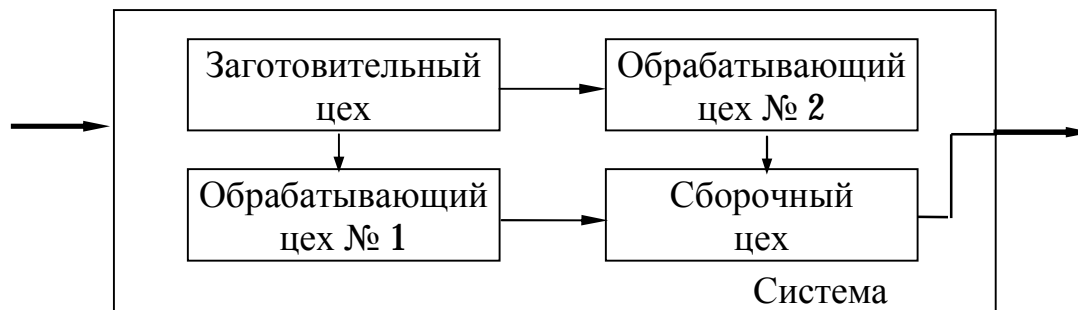 Заготовительный
цех
Обрабатывающий
цех № 2
Обрабатывающий
цех № 1
Сборочный
цех
Система